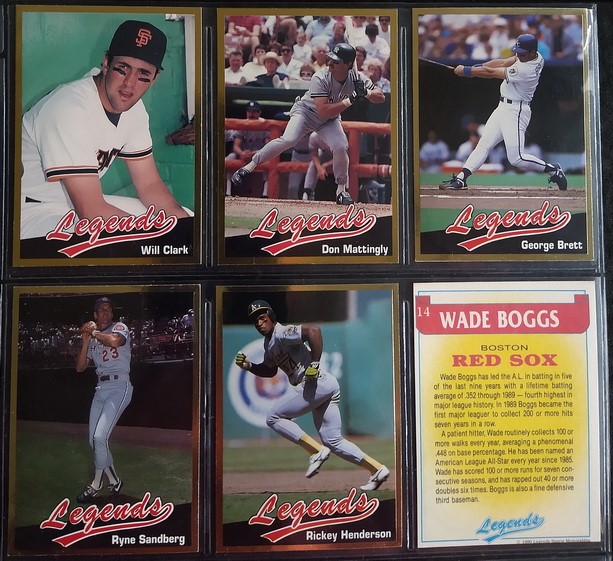 SF
Legends
Will Clark
Legends
Don Mattingly
Legends
George Brett
23
Legends
Ryne Sandberg
Legends
Rickey Henderson
14
WADE BOGGS
BOSTON
RED SOX
Wade Boggs has led the A.L. in batting in five
of the last nine years with a lifetime batting
average of .352 through 1989 — fourth highest in
major league history. In 1989 Boggs became the
first major leaguer to collect 200 or more hits
seven years in a row.
A patient hitter, Wade routinely collects 100 or
more walks every year, averaging a phenomenal
.448 on base percentage. He has been named an
American League All-Star every year since 1985.
Wade has scored 100 or more runs for seven con-
secutive seasons, and has rapped out 40 or more
doubles six times. Boggs is also a fine defensive
third baseman.
Legends
© 1990 Legends Sports Memorabilia